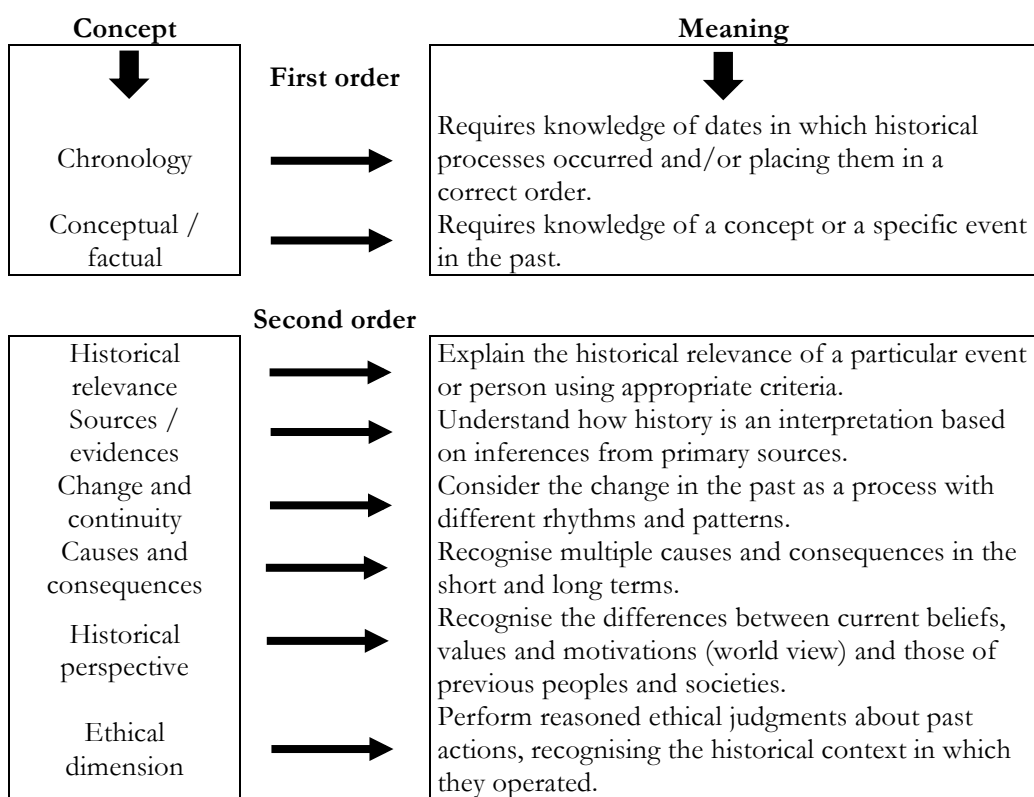 Concept
Meaning
First order
Chronology
Requires knowledge of dates in which historical
processes occurred and/or placing them in a
correct order.
Conceptual /
factual
Requires knowledge of a concept or a specific event
in the past.
Second order
Historical
relevance
Explain the historical relevance of a particular event
or person using appropriate criteria.
Sources /
evidences
Understand how history is an interpretation based
on inferences from primary sources.
Change and
continuity
Consider the change in the past as a process with
different rhythms and patterns.
Causes and
consequences
Recognise multiple causes and consequences in the
short and long terms.
Historical
perspective
Recognise the differences between current beliefs,
values and motivations (world view) and those of
previous peoples and societies.
Ethical
dimension
Perform reasoned ethical judgments about past
actions, recognising the historical context in which
they operated.